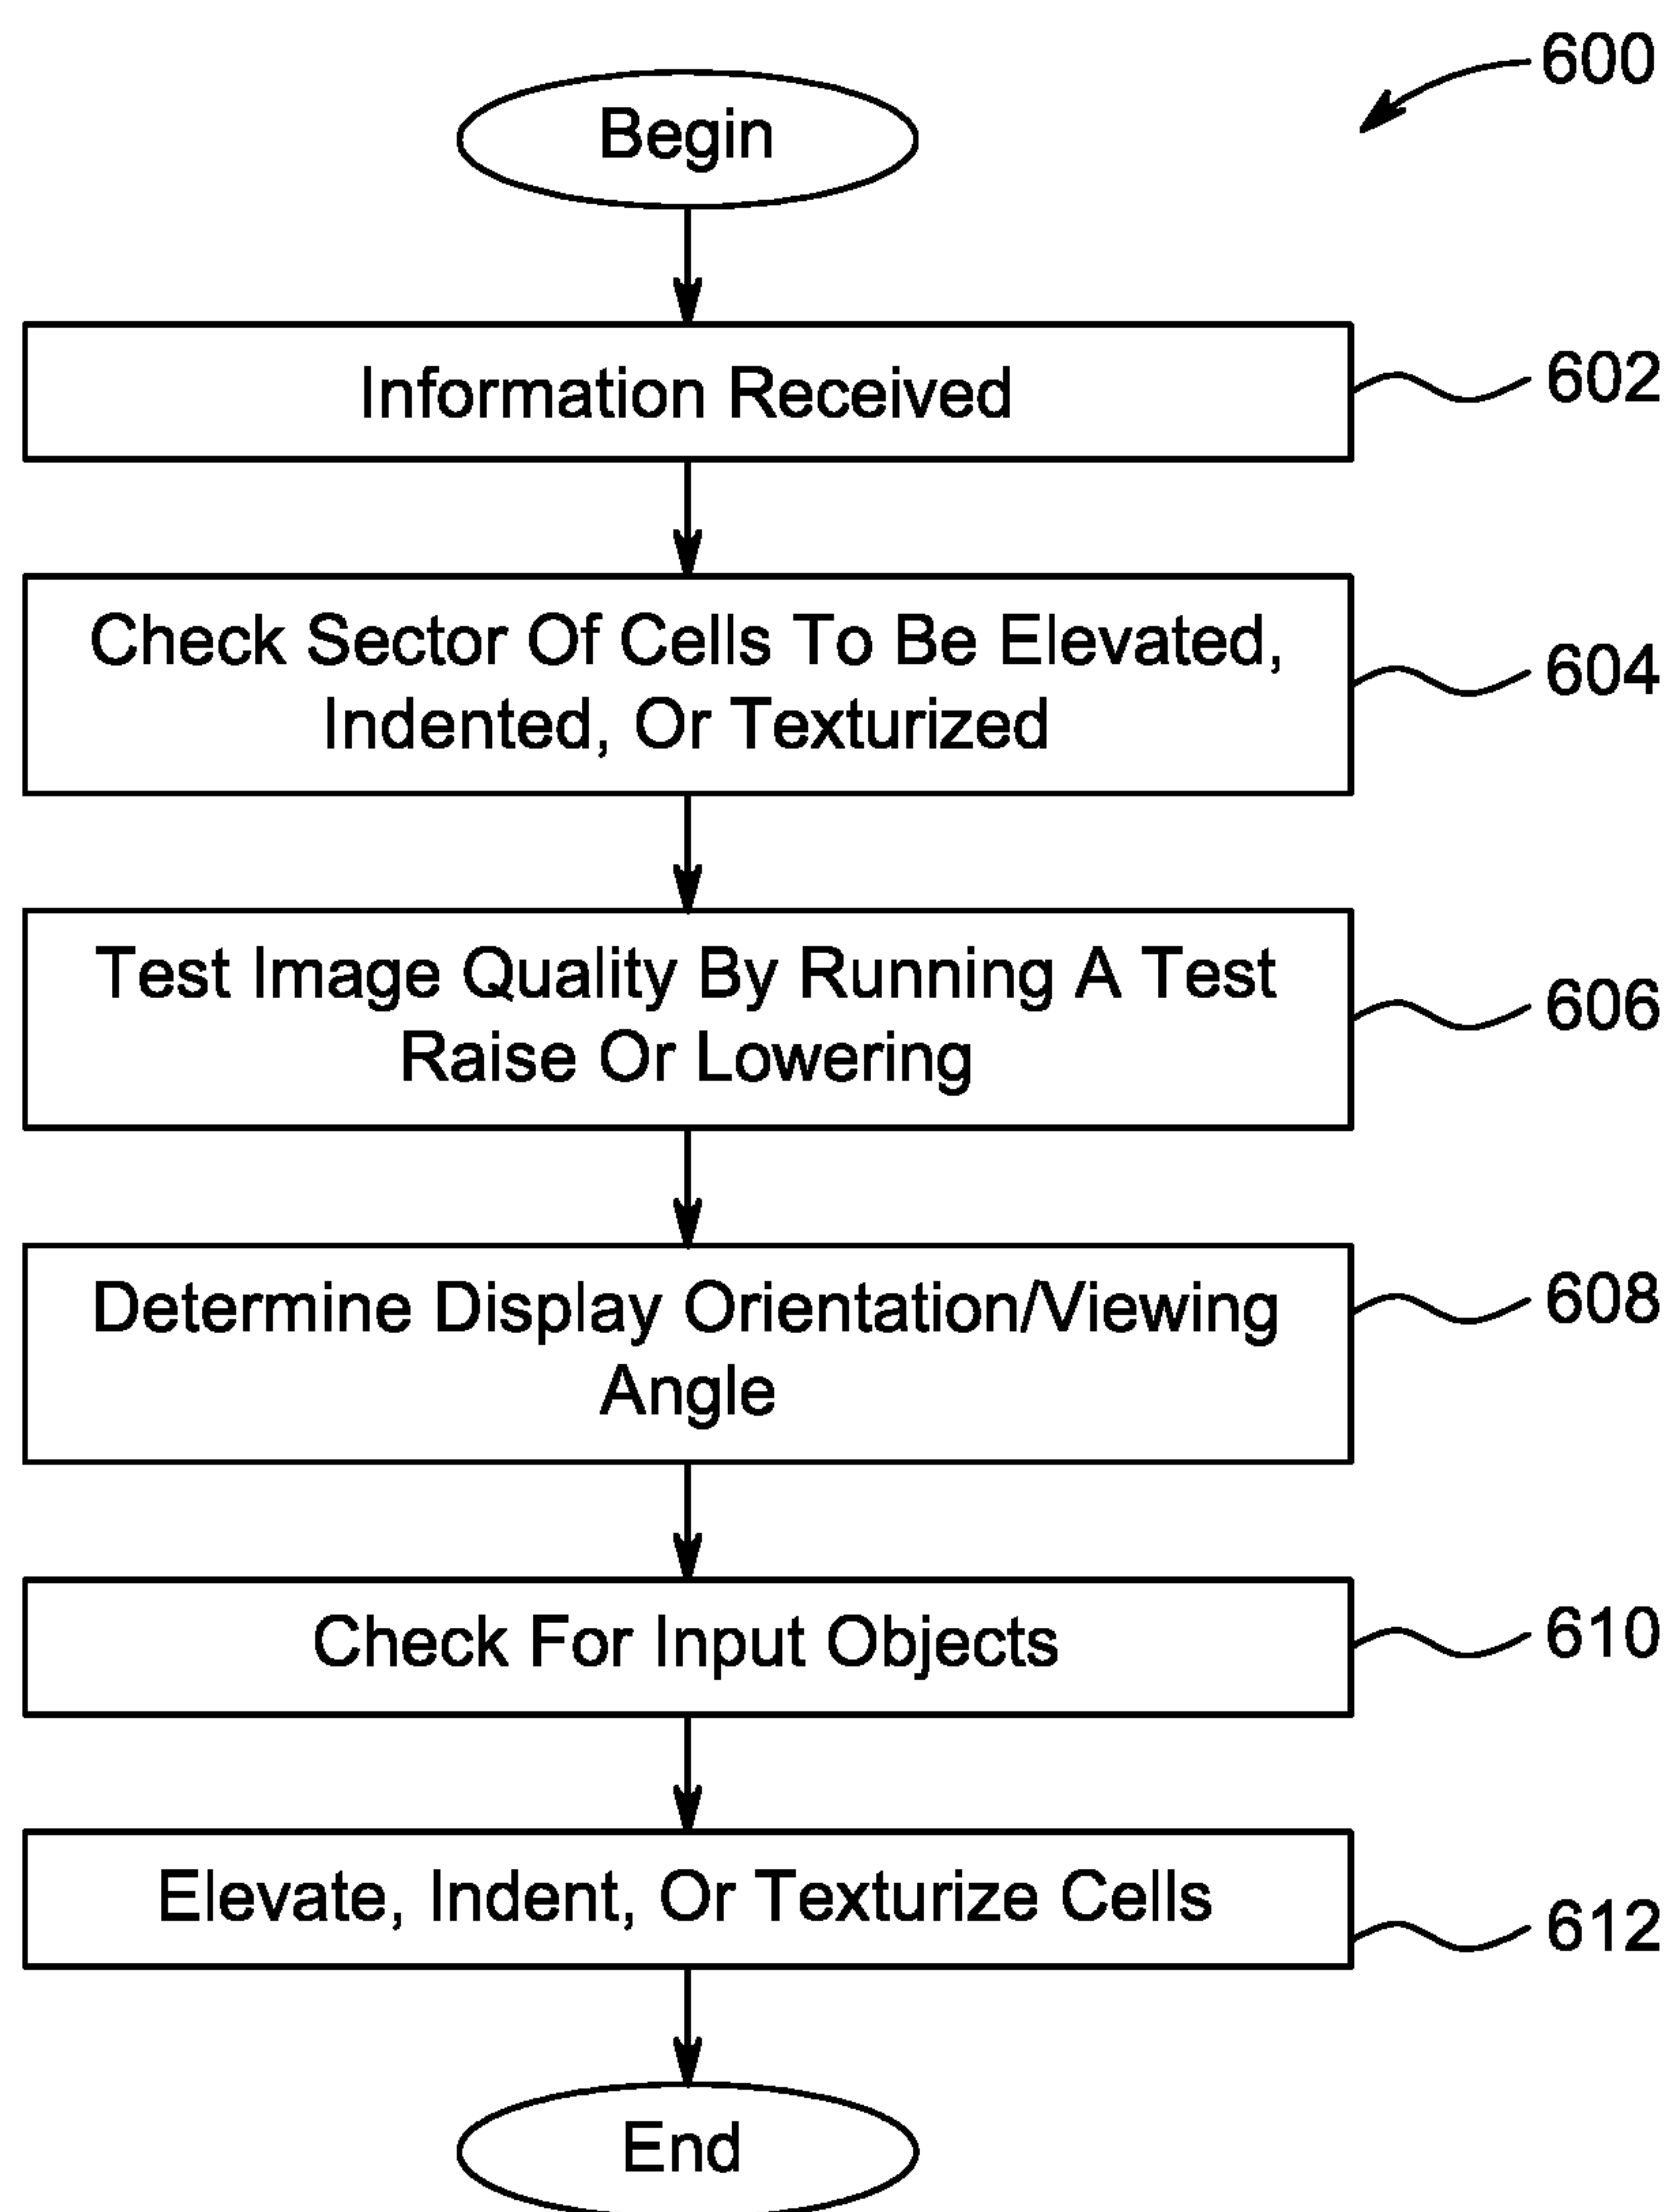 600
Begin
Information Received
602
Check Sector Of Cells To Be Elevated,
Indented, Or Texturized
604
Test Image Quality By Running A Test
Raise Or Lowering
606
Determine Display Orientation/Viewing
Angle
608
Check For Input Objects
610
Elevate, Indent, Or Texturize Cells
612
End